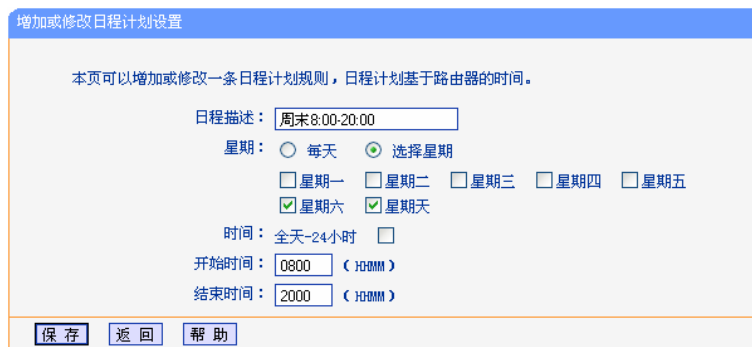 增加或修改日程计划设置
本页可以增加或修改一条日程计划规则，日程计划基于路由器的时间。
日程描述： 周末8:00-20:00
星期： 每天 选择星期
星期一 星期二 星期三 星期四 星期五
星期六 星期天
时间： 全天-24小时
开始时间： 0800 （HHMM）
结束时间： 2000 （HHMM）
保存 返回 帮助